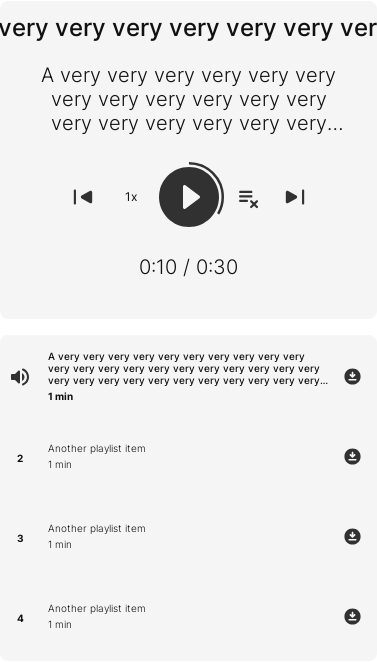 very very very very very very ver
A very very very very very very
very very very very very very
very very very very very very...
1x
0:10 / 0:30
A very very very very very very very very very very
very very very very very very very very very very very
very very very very very very very very very very very...
1 min
2
Another playlist item
1 min
3
Another playlist item
1 min
4
Another playlist item
1 min